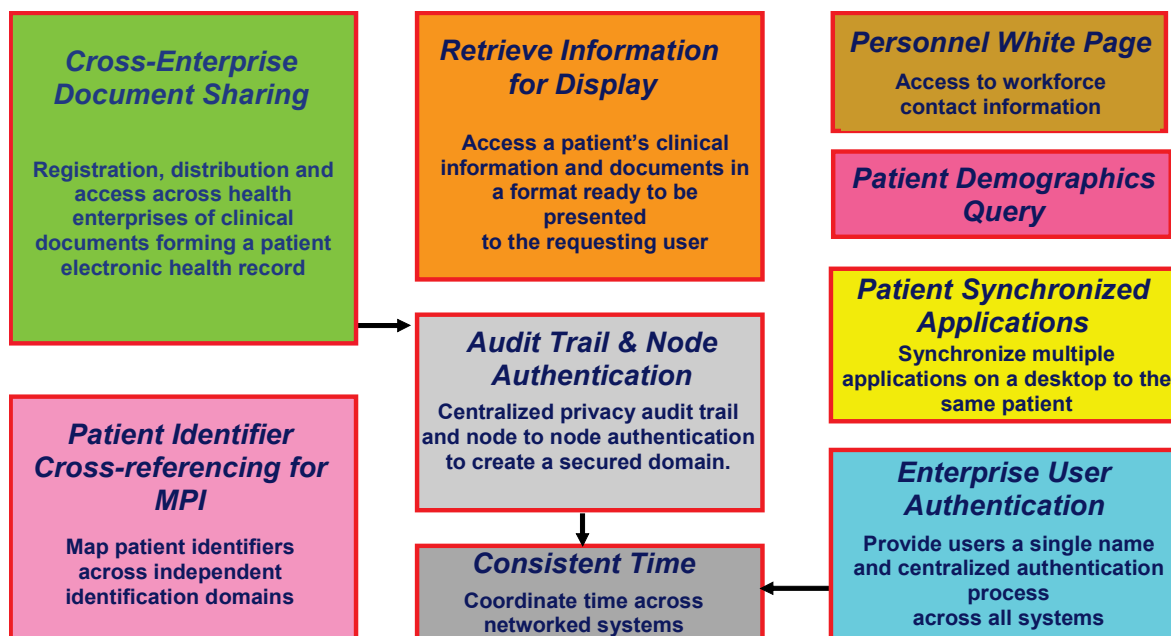 Cross-Enterprise
Document Sharing
Registration, distribution and
access across health
enterprises of clinical
documents forming a patient
electronic health record
Retrieve Information
for Display
Access a patient’s clinical
information and documents in
a format ready to be
presented
to the requesting user
Personnel White Page
Access to workforce
contact information
Patient Demographics
Query
Patient Synchronized
Applications
Synchronize multiple
applications on a desktop to the
same patient
Audit Trail & Node
Authentication
Centralized privacy audit trail
and node to node authentication
to create a secured domain.
Patient Identifier
Cross-referencing for
MPI
Map patient identifiers
across independent
identification domains
Enterprise User
Authentication
Provide users a single name
and centralized authentication
process
across all systems
Consistent Time
Coordinate time across
networked systems